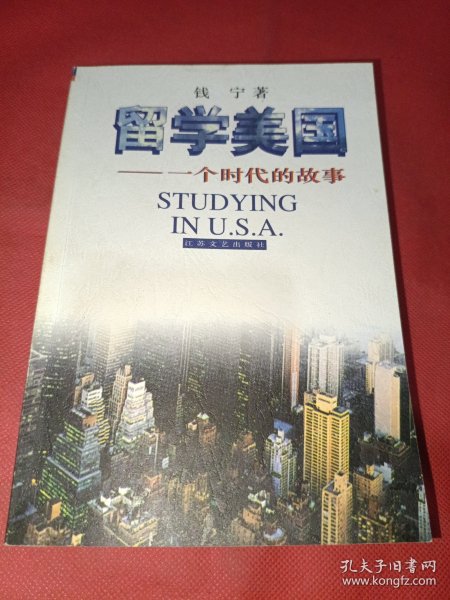 钱 宁 著
留学美国
——一个时代的故事
STUDYING
IN U.S.A.
江苏文艺出版社
孔夫子旧书网
www.kongfz.com